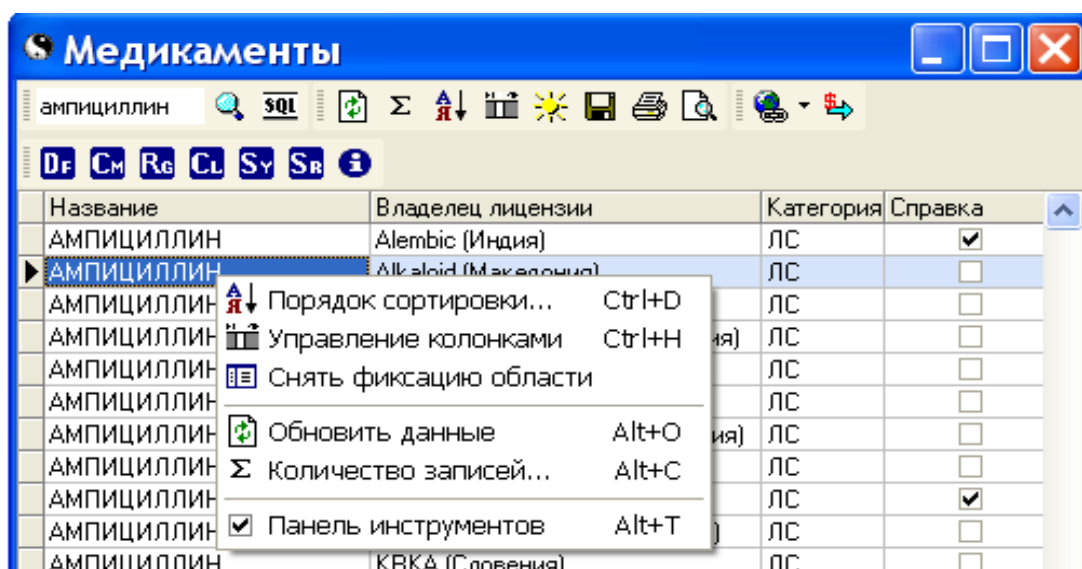 Медикаменты
ампициллин SQL Σ АЯ
DF CM RG CL SY SR i
Название Владелец лицензии Категория Справка
АМПИЦИЛЛИН Alembic (Индия) ЛС
АМПИЦИЛЛИН Alkaloid (Македония) ЛС
АМПИЦИЛЛИН ЛС
Порядок сортировки... Ctrl+D
АМПИЦИЛЛИН ия) ЛС
Управление колонками Ctrl+H
АМПИЦИЛЛИН ЛС
Снять фиксацию области
АМПИЦИЛЛИН ЛС
АМПИЦИЛЛИН ия) ЛС
Обновить данные Alt+O
АМПИЦИЛЛИН ЛС
Σ Количество записей... Alt+C
АМПИЦИЛЛИН ЛС
АМПИЦИЛЛИН ) ЛС
Панель инструментов Alt+T
АМПИЦИЛЛИН КРКА (Словения) ЛС